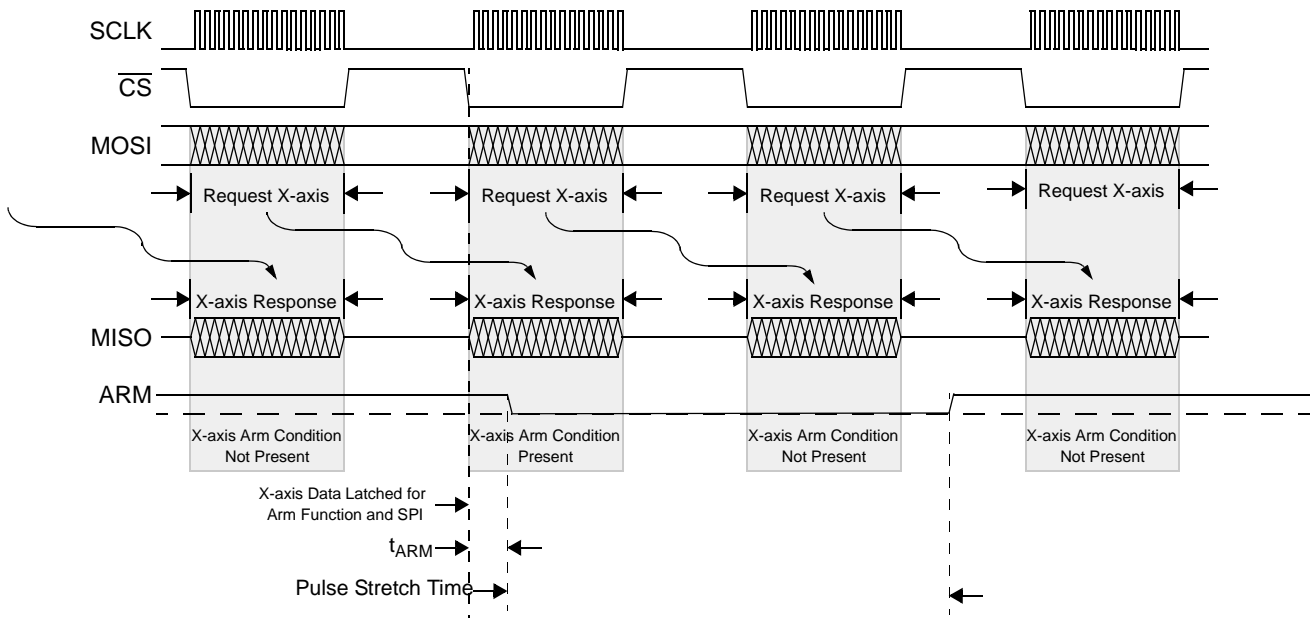 SCLK
CS
MOSI
Request X-axis
Request X-axis
Request X-axis
Request X-axis
X-axis Response
X-axis Response
X-axis Response
X-axis Response
MISO
ARM
X-axis Arm Condition
Not Present
X-axis Arm Condition
Present
X-axis Arm Condition
Not Present
X-axis Arm Condition
Not Present
X-axis Data Latched for
Arm Function and SPI
tARM
Pulse Stretch Time